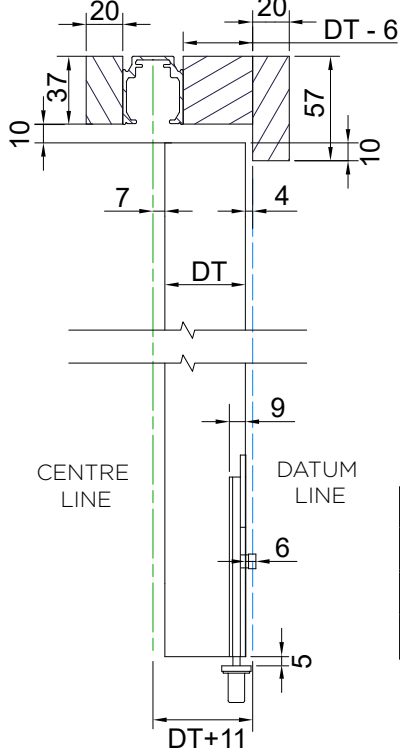 20
20
DT - 6
37
57
10
10
7
4
DT
9
CENTRE
LINE
DATUM
LINE
6
5
DT+11